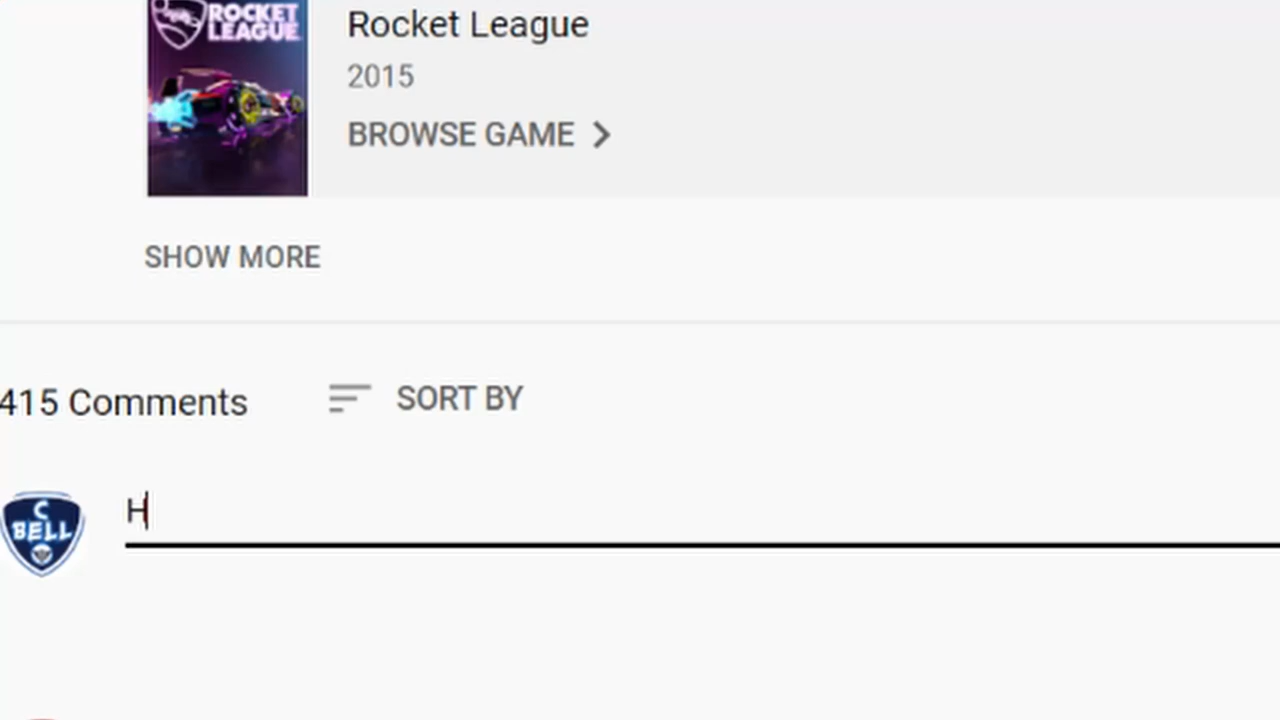 ROCKET
LEAGUE
Rocket League
2015
BROWSE GAME
SHOW MORE
415 Comments
SORT BY
C
BELL
H